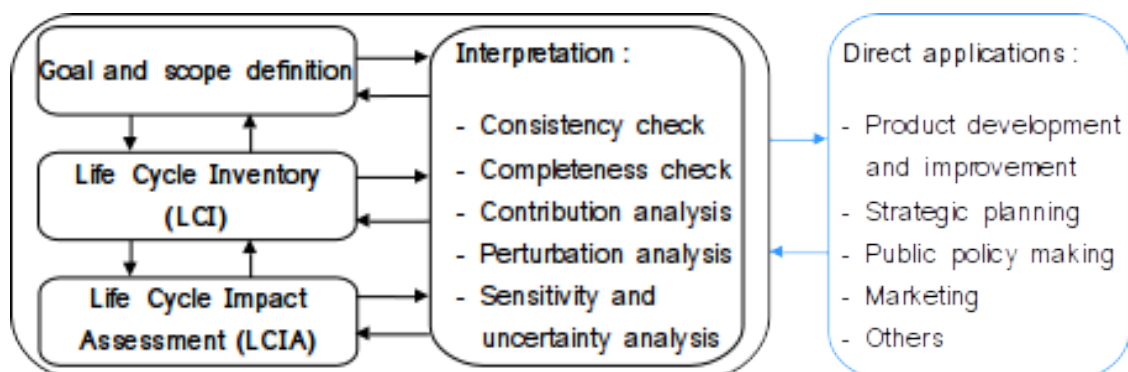 Goal and scope definition
Life Cycle Inventory
(LCI)
Life Cycle Impact
Assessment (LCIA)
Interpretation :
- Consistency check
- Completeness check
- Contribution analysis
- Perturbation analysis
- Sensitivity and
uncertainty analysis
Direct applications :
- Product development
and improvement
- Strategic planning
- Public policy making
- Marketing
- Others